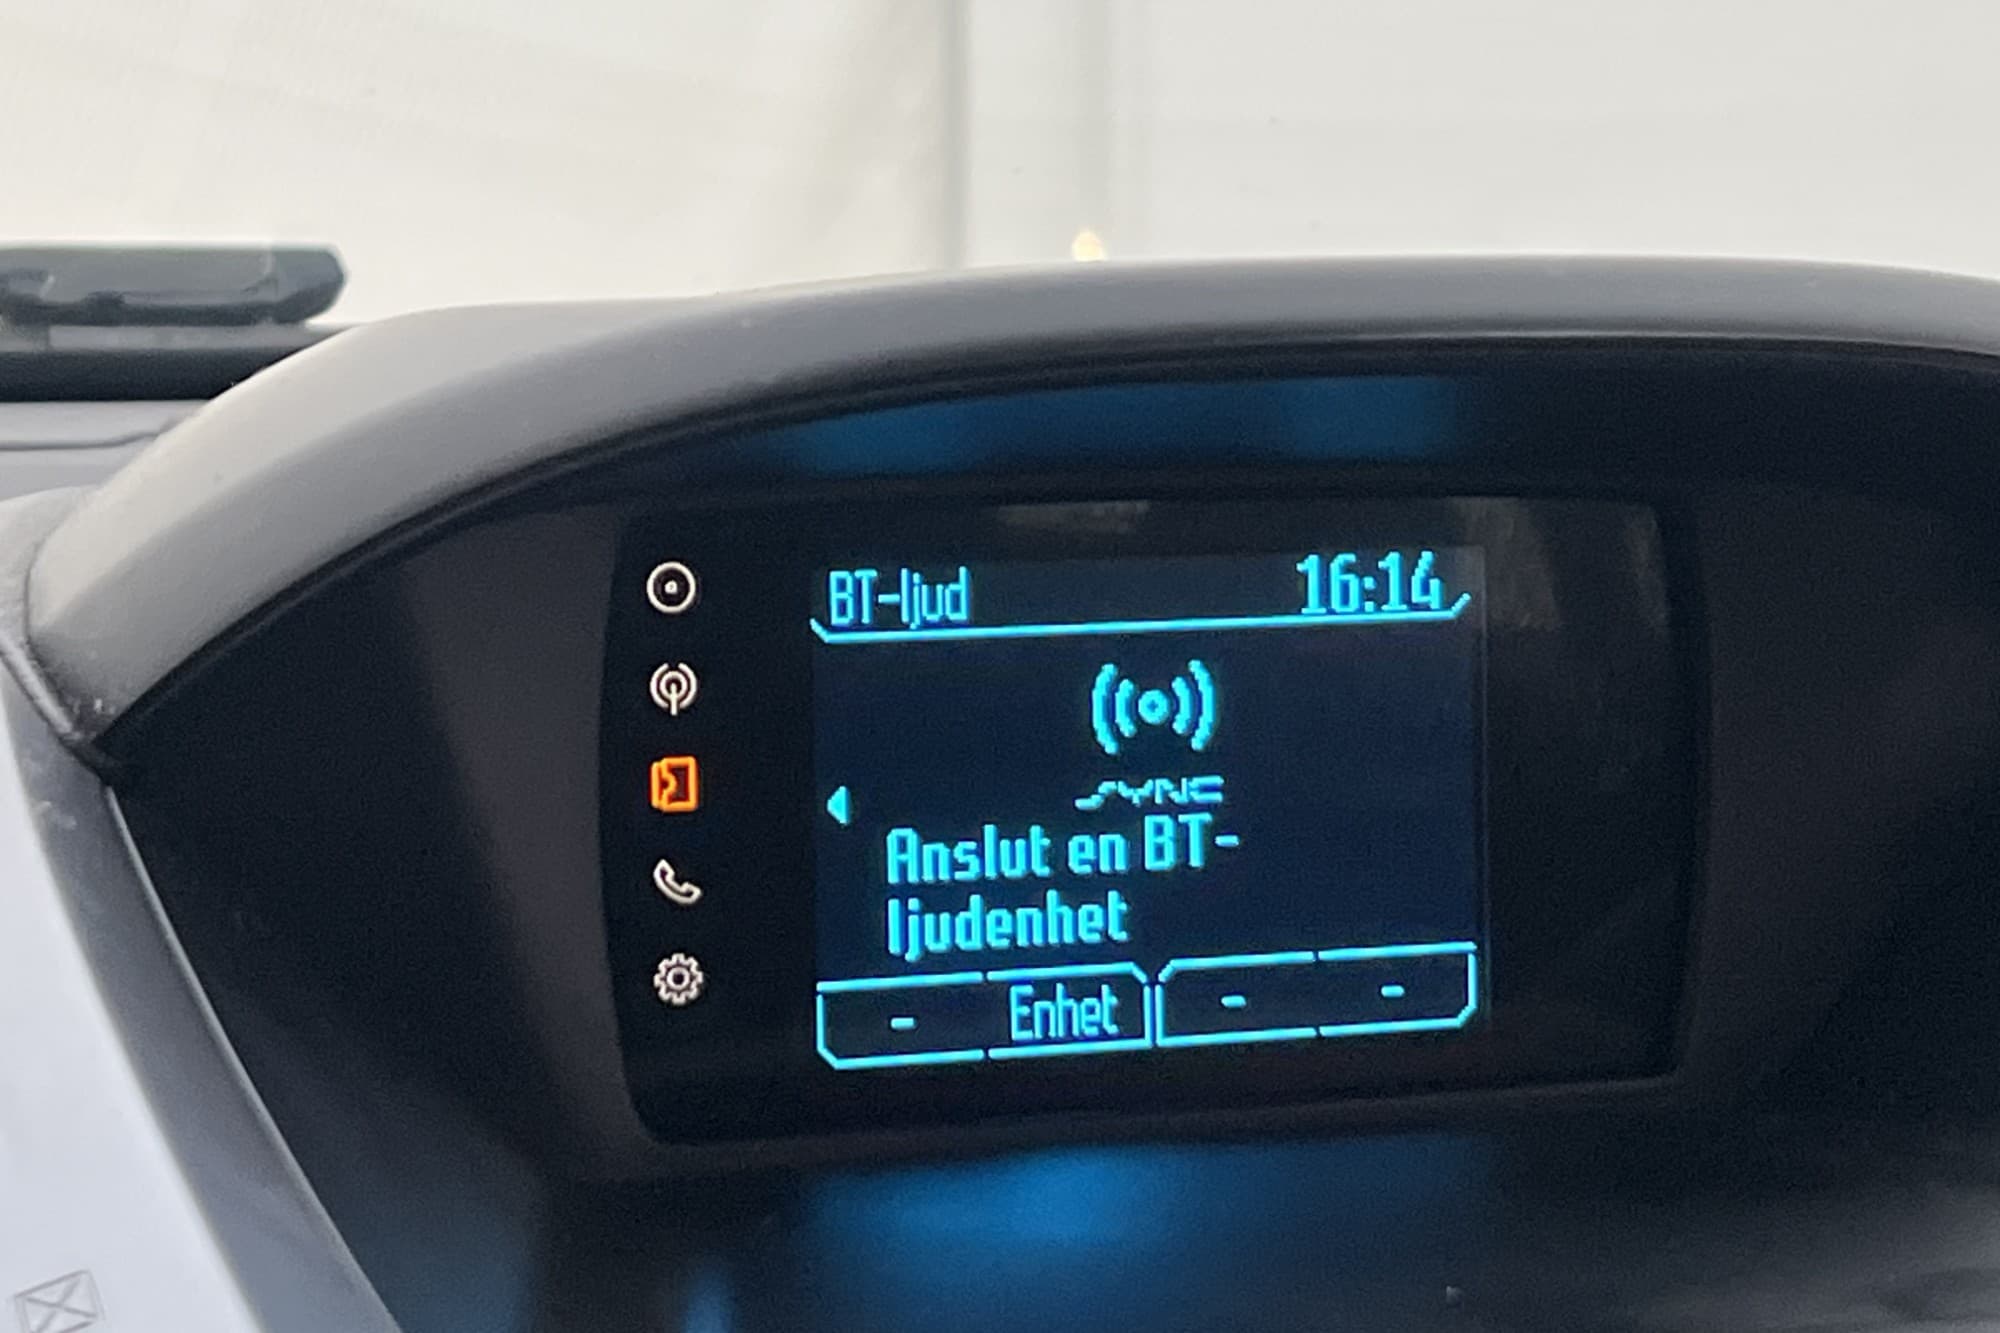 BT-ljud 16:14
SYNC
Anslut en BT-
ljudenhet
- Enhet - -